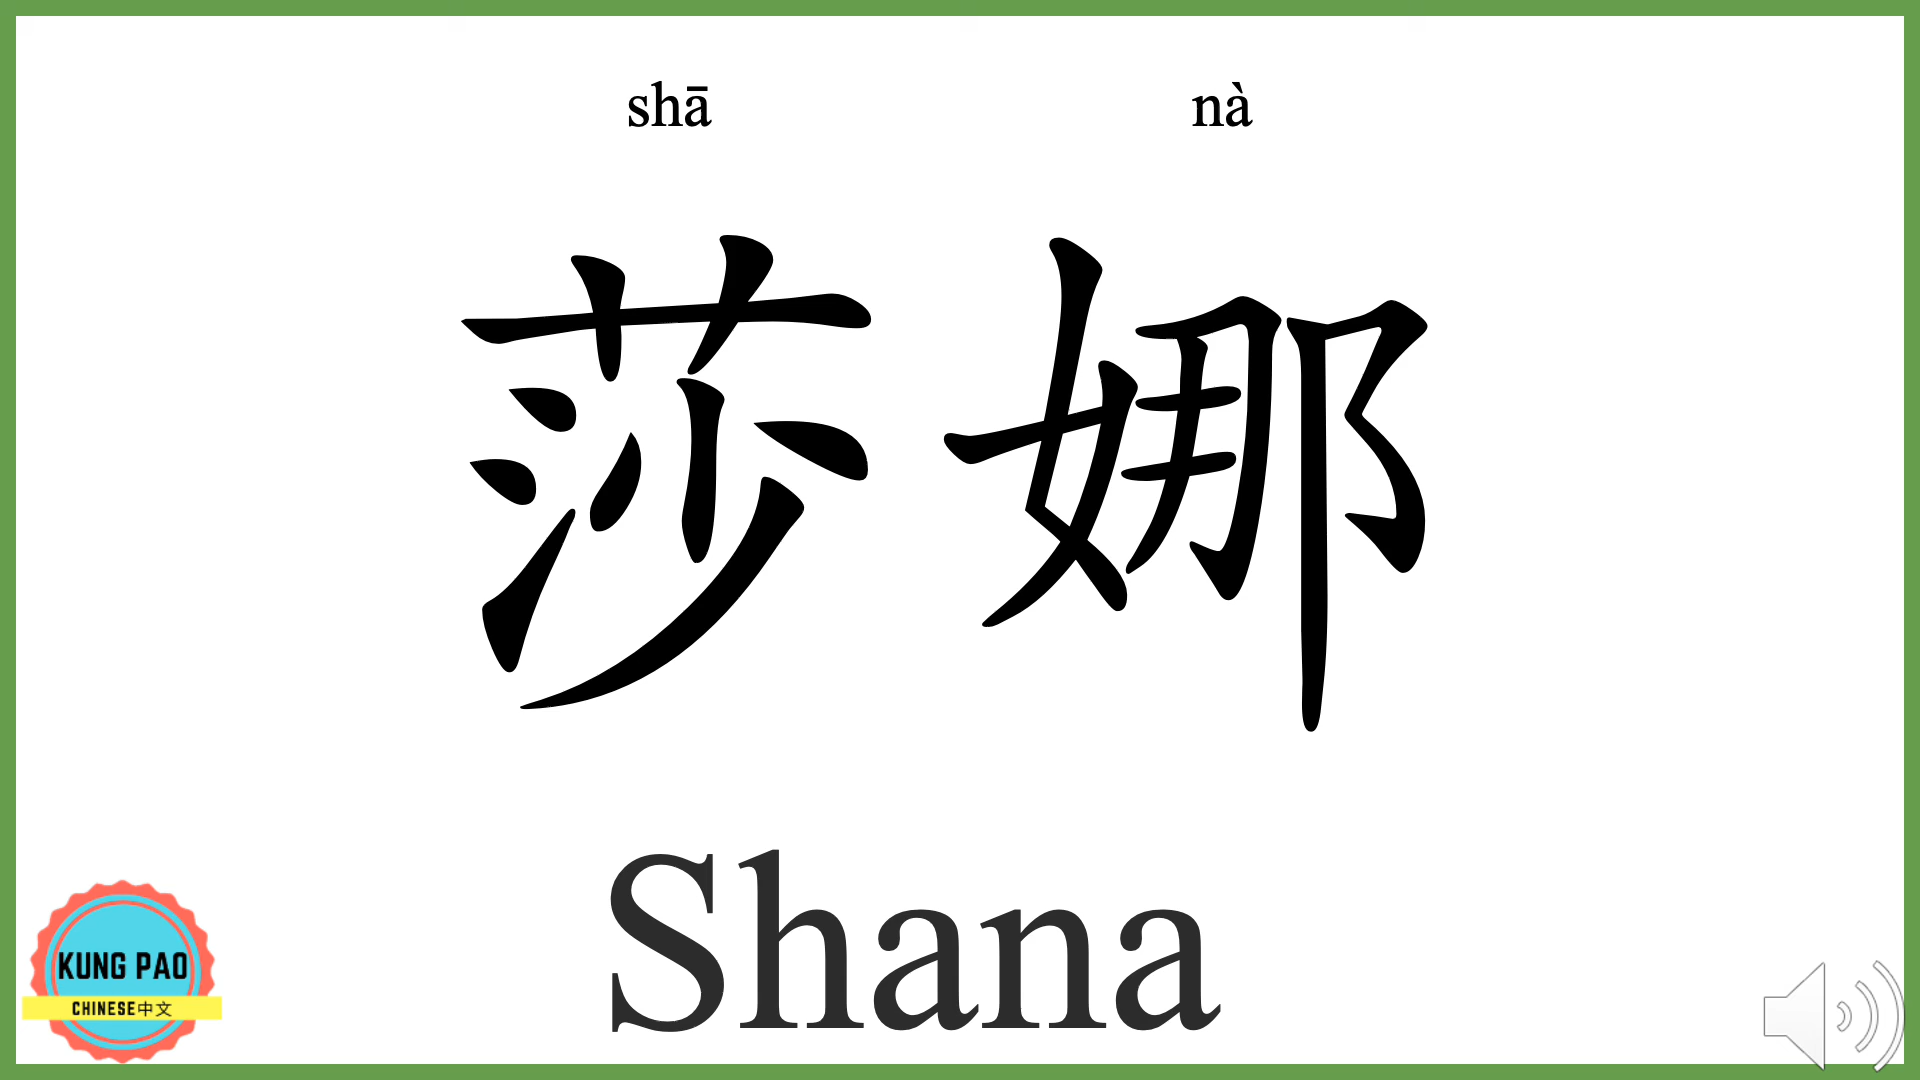 shā nà
莎娜
Shana
KUNG PAO
CHINESE中文